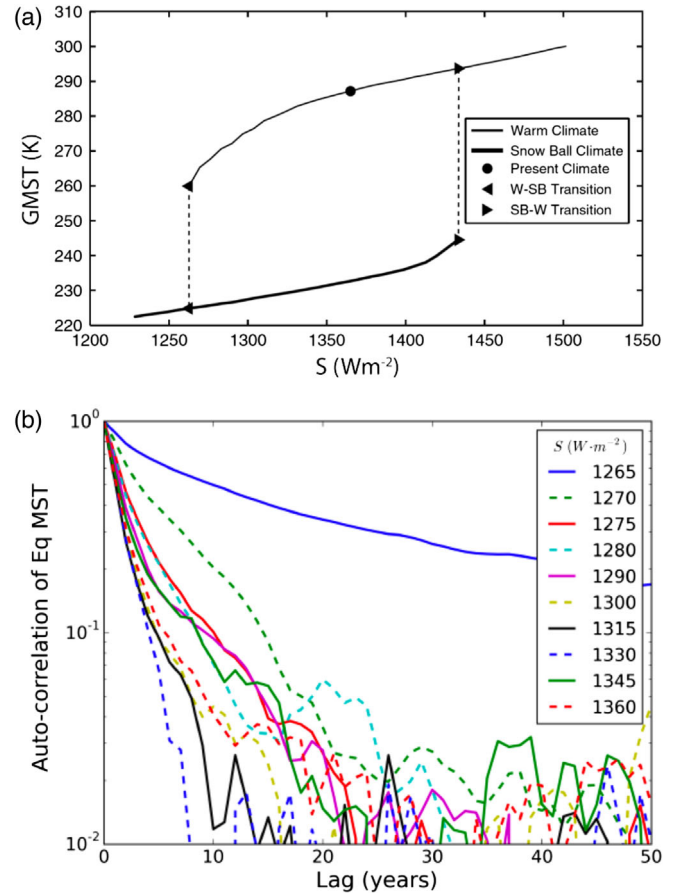 (a)
310
300
290
280
270
260
250
240
230
220
GMST (K)
Warm Climate
Snow Ball Climate
Present Climate
W-SB Transition
SB-W Transition
1200 1250 1300 1350 1400 1450 1500 1550
S (Wm⁻²)
(b)
10⁰
10⁻¹
10⁻²
Auto-correlation of Eq MST
S (W·m⁻²)
1265
1270
1275
1280
1290
1300
1315
1330
1345
1360
0 10 20 30 40 50
Lag (years)